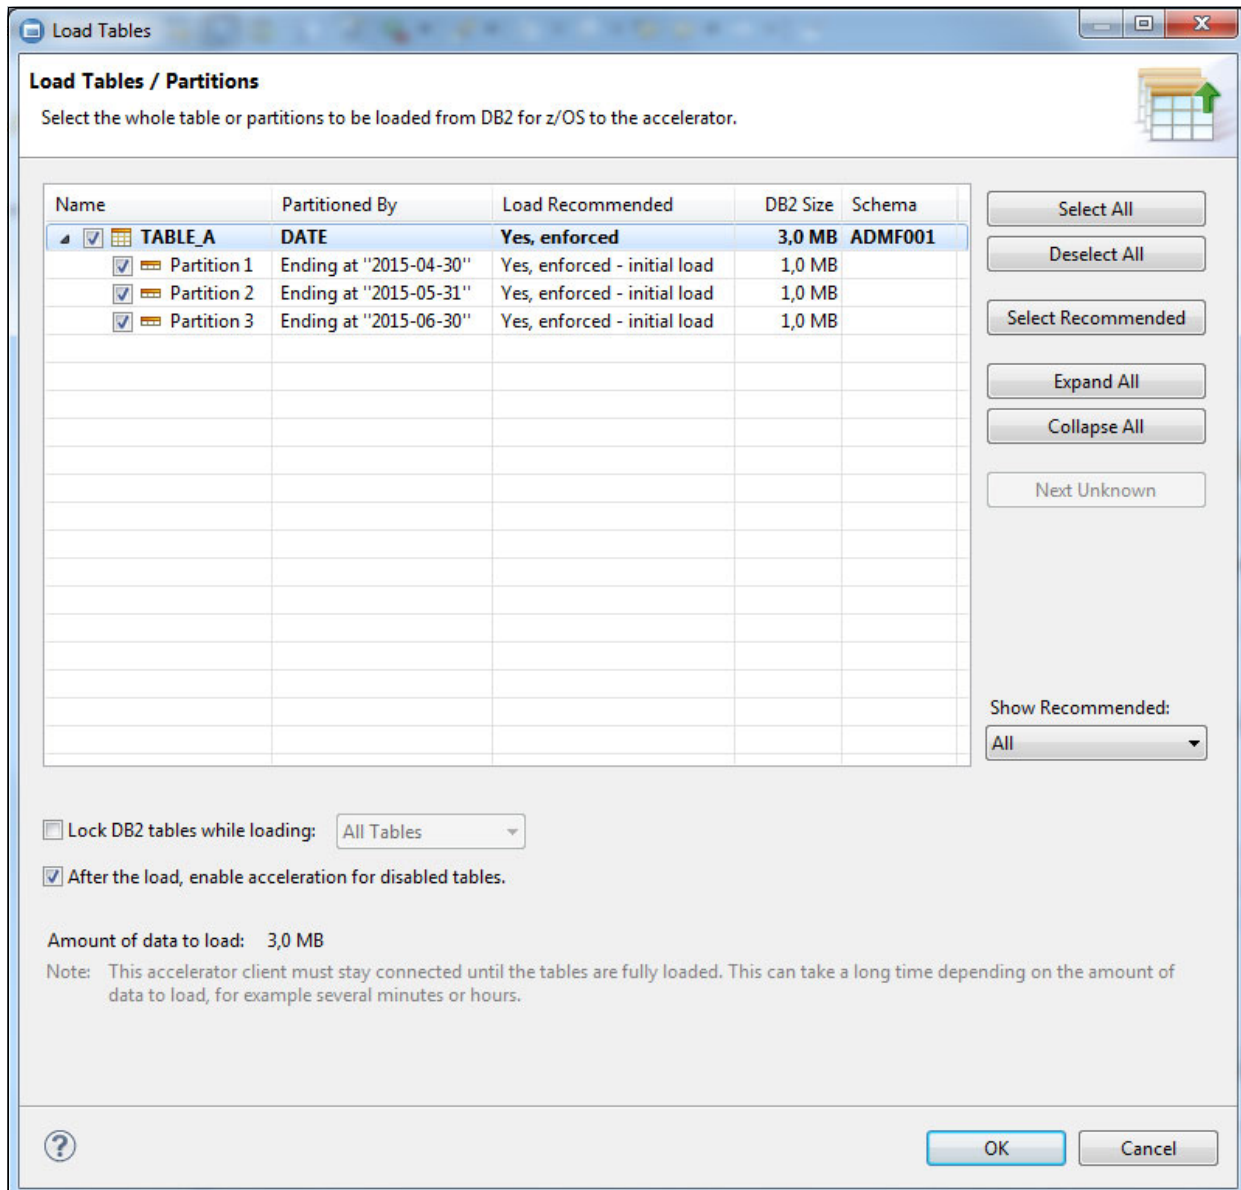 Load Tables
Load Tables / Partitions
Select the whole table or partitions to be loaded from DB2 for z/OS to the accelerator.
Name Partitioned By Load Recommended DB2 Size Schema
TABLE_A DATE Yes, enforced 3,0 MB ADMF001
Partition 1 Ending at "2015-04-30" Yes, enforced - initial load 1,0 MB
Partition 2 Ending at "2015-05-31" Yes, enforced - initial load 1,0 MB
Partition 3 Ending at "2015-06-30" Yes, enforced - initial load 1,0 MB
Select All
Deselect All
Select Recommended
Expand All
Collapse All
Next Unknown
Show Recommended:
All
Lock DB2 tables while loading: All Tables
After the load, enable acceleration for disabled tables.
Amount of data to load: 3,0 MB
Note: This accelerator client must stay connected until the tables are fully loaded. This can take a long time depending on the amount of
data to load, for example several minutes or hours.
? OK Cancel